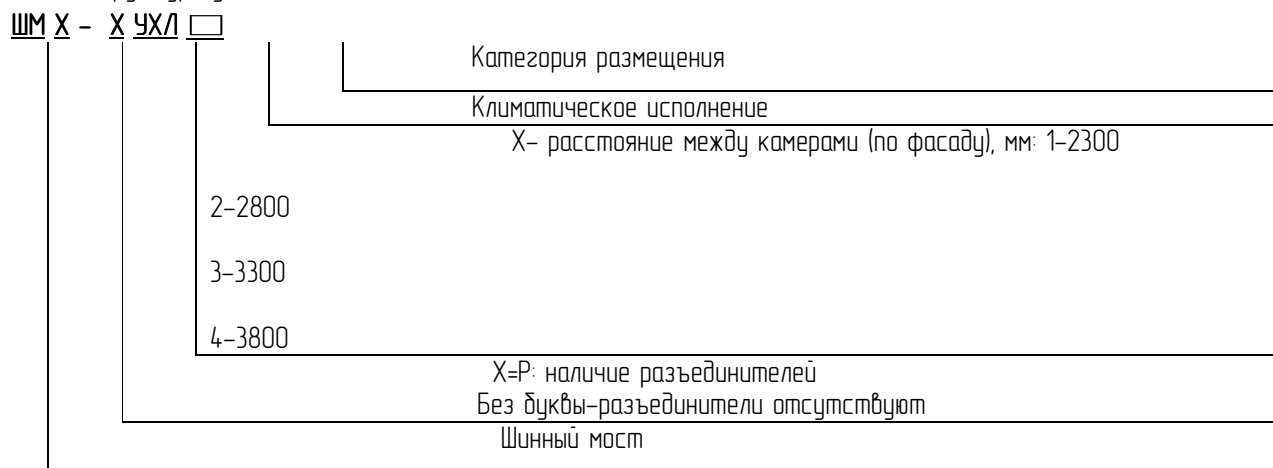 ШМ Х – Х УХЛ
Категория размещения
Климатическое исполнение
Х– расстояние между камерами (по фасаду), мм: 1–2300
2–2800
3–3300
4–3800
Х=Р: наличие разъединителей
Без буквы–разъединители отсутствуют
Шинный мост